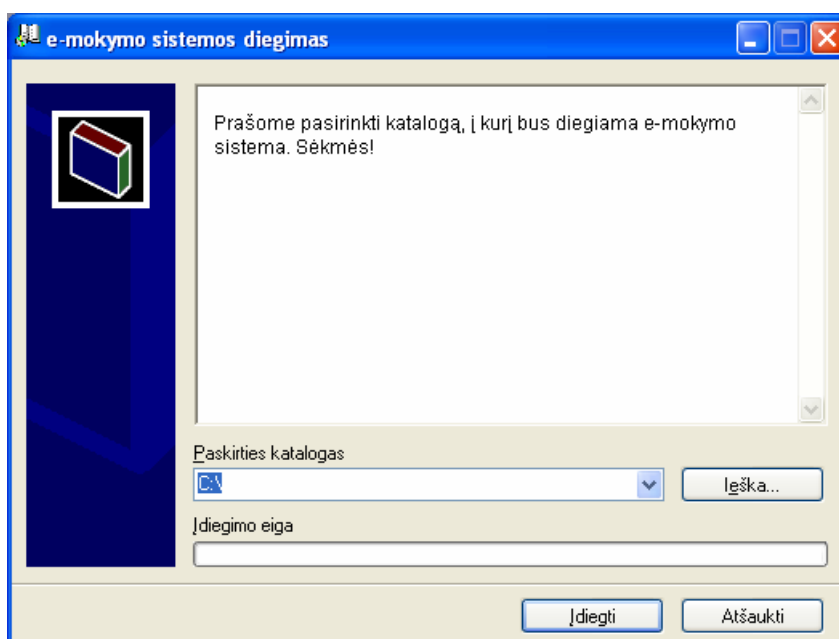 e-mokymo sistemos diegimas
Prašome pasirinkti katalogą, į kurį bus diegiama e-mokymo
sistema. Sėkmės!
Paskirties katalogas
C:\
Ieška...
Įdiegimo eiga
Įdiegti
Atšaukti